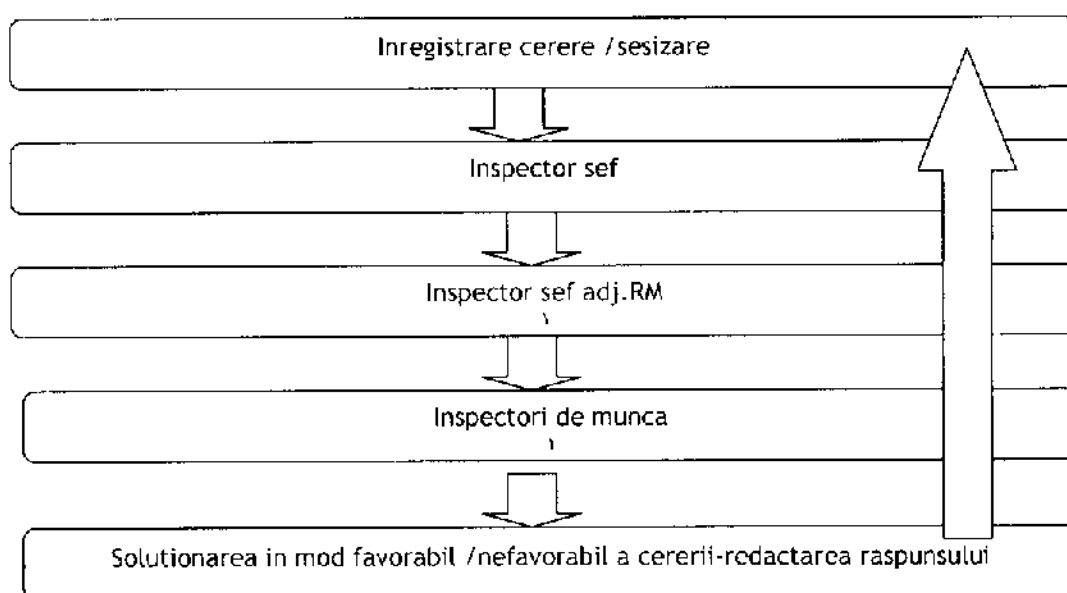 Inregistrare cerere /sesizare
Inspector sef
Inspector sef adj.RM
Inspectori de munca
Solutionarea in mod favorabil /nefavorabil a cererii-redactarea raspunsului